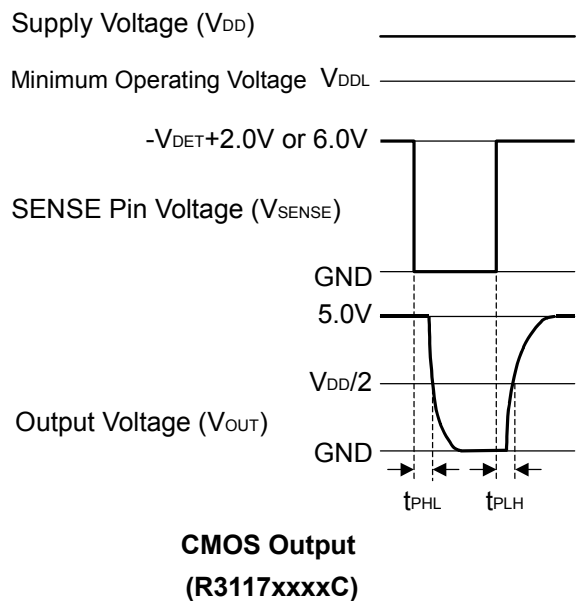 Supply Voltage (VDD)
Minimum Operating Voltage VDDL
-VDET+2.0V or 6.0V
SENSE Pin Voltage (VSENSE)
GND
5.0V
VDD/2
Output Voltage (VOUT)
GND
tPHL tPLH
CMOS Output
(R3117xxxxC)